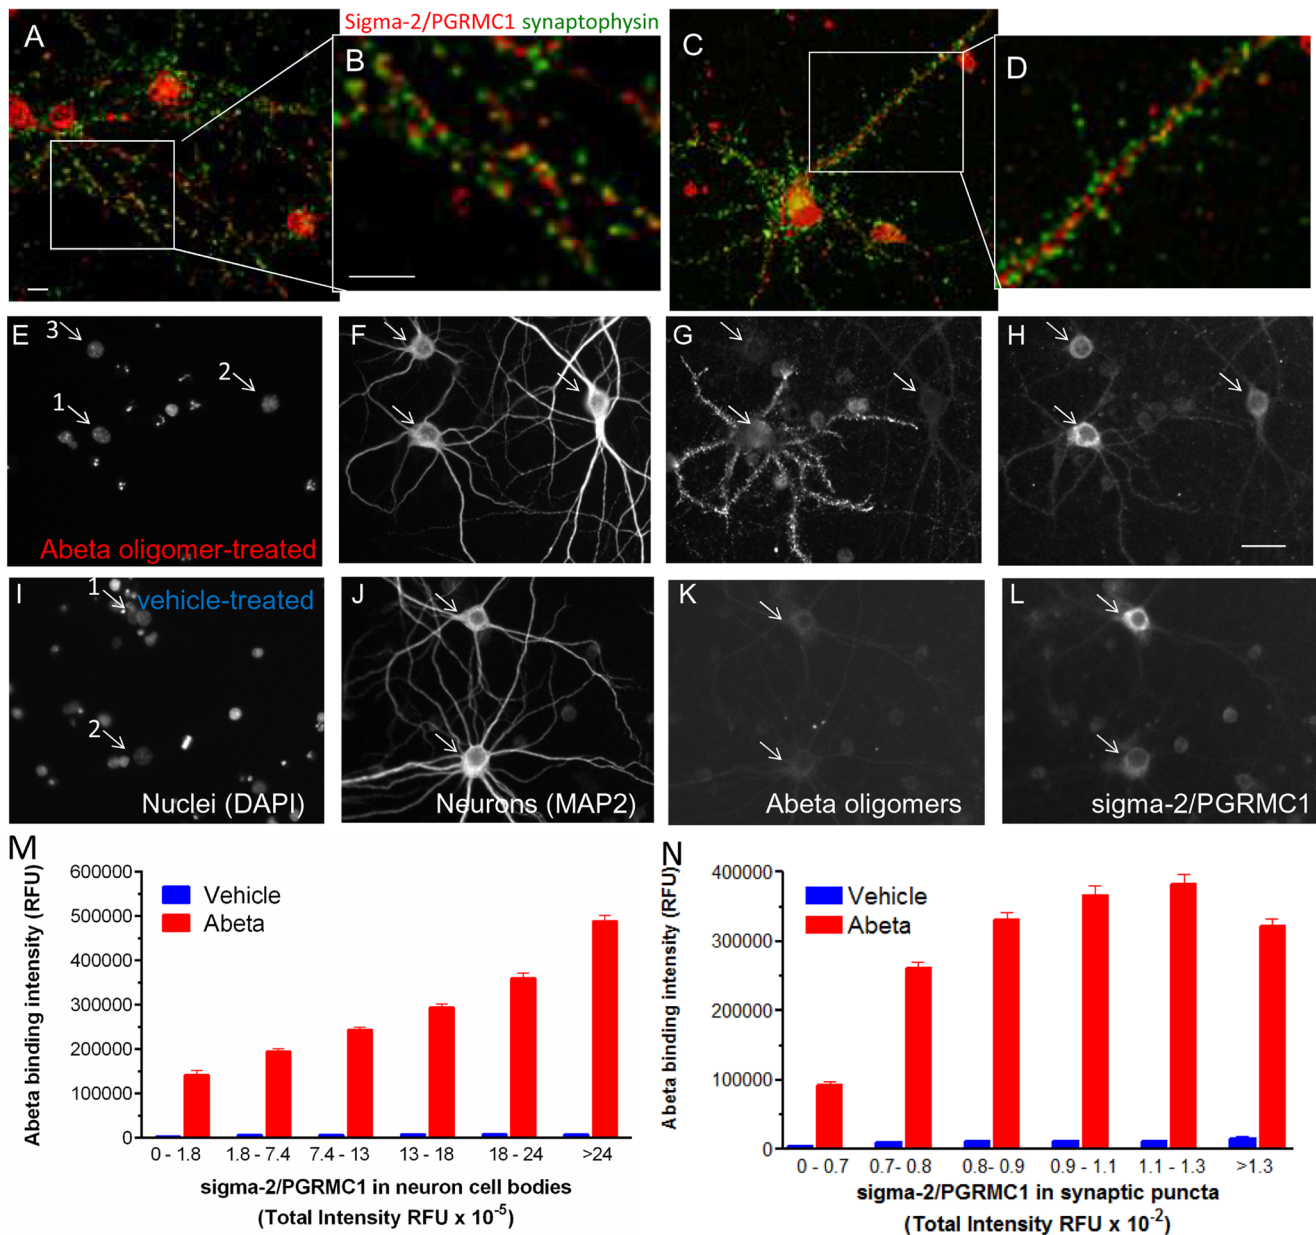 Sigma-2/PGRMC1 synaptophysin
A
B
C
D
E
3
2
1
Abeta oligomer-treated
F
G
H
I
1
vehicle-treated
2
Nuclei (DAPI)
J
Neurons (MAP2)
K
Abeta oligomers
L
sigma-2/PGRMC1
M
Abeta binding intensity (RFU)
600000
500000
400000
300000
200000
100000
0
Vehicle
Abeta
0 - 1.8 1.8 - 7.4 7.4 - 13 13 - 18 18 - 24 >24
sigma-2/PGRMC1 in neuron cell bodies
(Total Intensity RFU x 10⁻⁵)
N
Abeta binding intensity (RFU)
400000
300000
200000
100000
0
Vehicle
Abeta
0 - 0.7 0.7- 0.8 0.8- 0.9 0.9 - 1.1 1.1 - 1.3 >1.3
sigma-2/PGRMC1 in synaptic puncta
(Total Intensity RFU x 10⁻²)